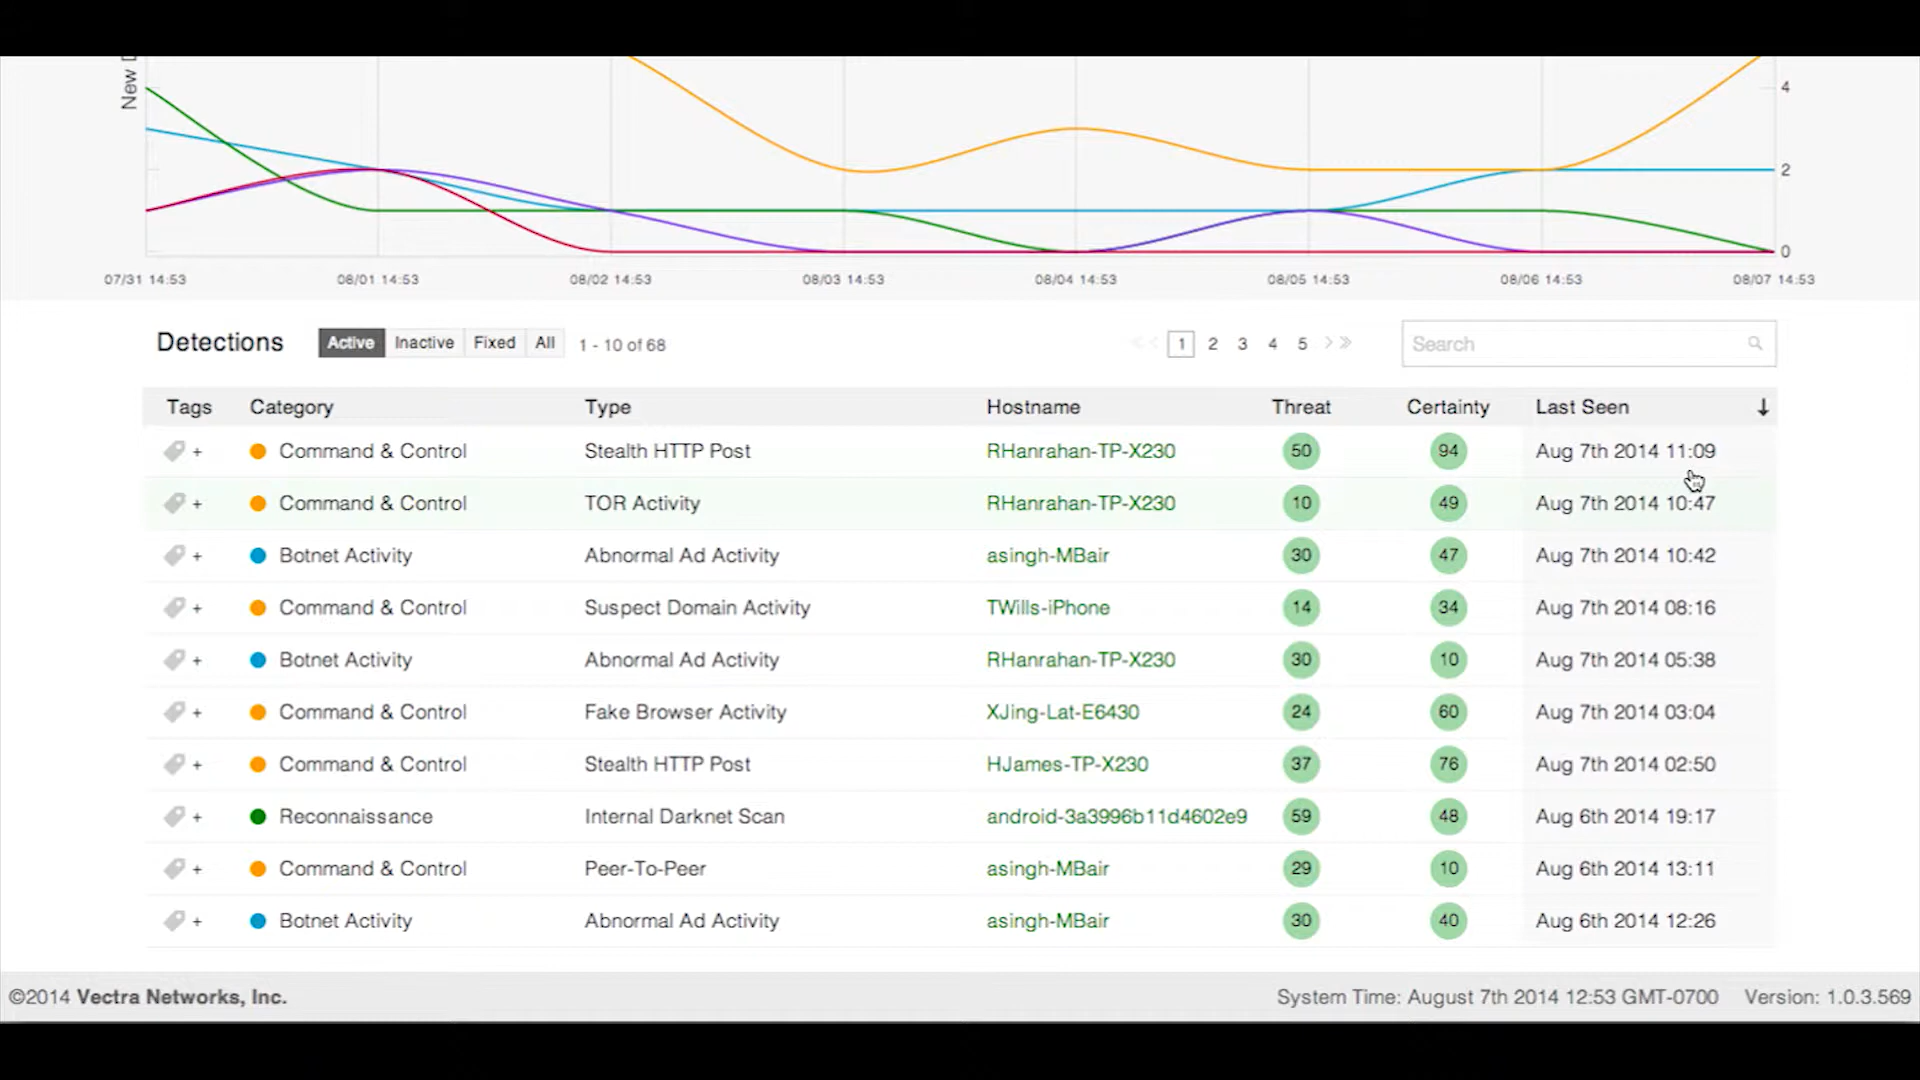 New D
4
2
0
07/31 14:53 08/01 14:53 08/02 14:53 08/03 14:53 08/04 14:53 08/05 14:53 08/06 14:53 08/07 14:53
Detections Active Inactive Fixed All 1 - 10 of 68 1 2 3 4 5 Search
Tags Category Type Hostname Threat Certainty Last Seen
+ Command & Control Stealth HTTP Post RHanrahan-TP-X230 50 94 Aug 7th 2014 11:09
+ Command & Control TOR Activity RHanrahan-TP-X230 10 49 Aug 7th 2014 10:47
+ Botnet Activity Abnormal Ad Activity asingh-MBair 30 47 Aug 7th 2014 10:42
+ Command & Control Suspect Domain Activity TWills-iPhone 14 34 Aug 7th 2014 08:16
+ Botnet Activity Abnormal Ad Activity RHanrahan-TP-X230 30 10 Aug 7th 2014 05:38
+ Command & Control Fake Browser Activity XJing-Lat-E6430 24 60 Aug 7th 2014 03:04
+ Command & Control Stealth HTTP Post HJames-TP-X230 37 76 Aug 7th 2014 02:50
+ Reconnaissance Internal Darknet Scan android-3a3996b11d4602e9 59 48 Aug 6th 2014 19:17
+ Command & Control Peer-To-Peer asingh-MBair 29 10 Aug 6th 2014 13:11
+ Botnet Activity Abnormal Ad Activity asingh-MBair 30 40 Aug 6th 2014 12:26
©2014 Vectra Networks, Inc. System Time: August 7th 2014 12:53 GMT-0700 Version: 1.0.3.569